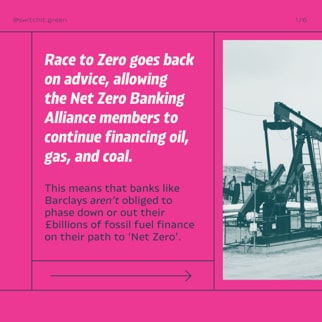 @switchit.green
1/6
Race to Zero goes back
on advice, allowing
the Net Zero Banking
Alliance members to
continue financing oil,
gas, and coal.
This means that banks like
Barclays aren't obliged to
phase down or out their
£billions of fossil fuel finance
on their path to ‘Net Zero’.